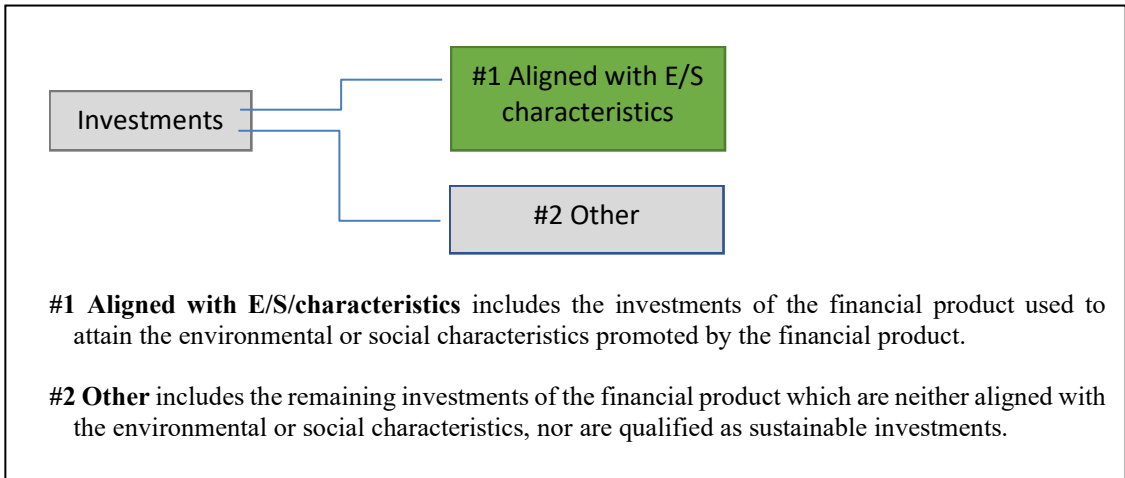 #1 Aligned with E/S
characteristics
Investments
#2 Other
#1 Aligned with E/S/characteristics includes the investments of the financial product used to
attain the environmental or social characteristics promoted by the financial product.
#2 Other includes the remaining investments of the financial product which are neither aligned with
the environmental or social characteristics, nor are qualified as sustainable investments.